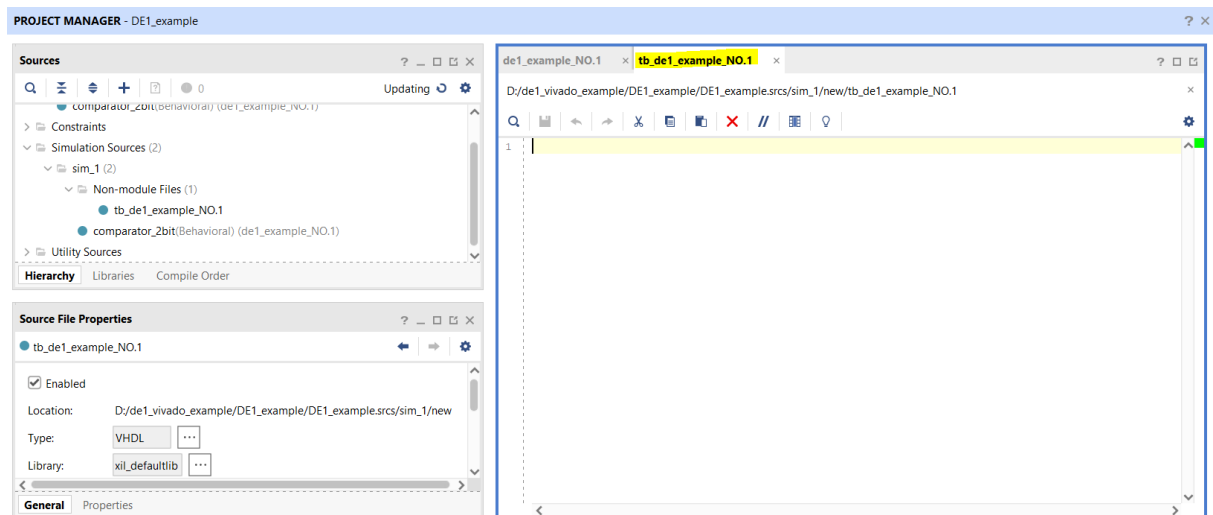 PROJECT MANAGER - DE1_example
Sources
0
Updating
comparator_2bit(Behavioral) (de1_example_NO.1)
Constraints
Simulation Sources (2)
sim_1 (2)
Non-module Files (1)
tb_de1_example_NO.1
comparator_2bit(Behavioral) (de1_example_NO.1)
Utility Sources
Hierarchy Libraries Compile Order
Source File Properties
tb_de1_example_NO.1
Enabled
Location: D:/de1_vivado_example/DE1_example/DE1_example.srcs/sim_1/new
Type: VHDL
Library: xil_defaultlib
General Properties
de1_example_NO.1 tb_de1_example_NO.1
D:/de1_vivado_example/DE1_example/DE1_example.srcs/sim_1/new/tb_de1_example_NO.1
1